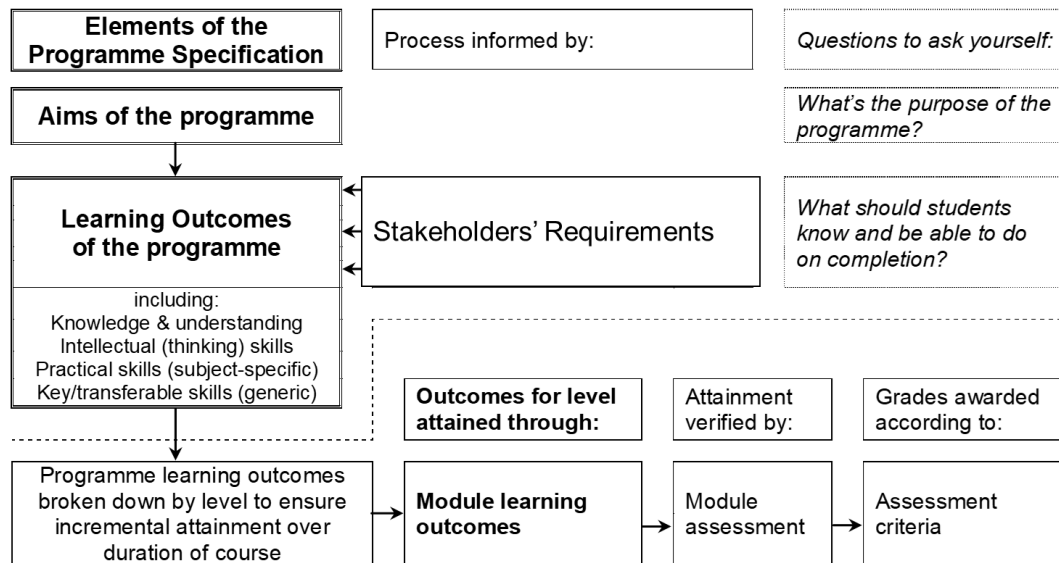 Elements of the
Programme Specification
Process informed by:
Questions to ask yourself:
Aims of the programme
What's the purpose of the
programme?
Learning Outcomes
of the programme
Stakeholders' Requirements
What should students
know and be able to do
on completion?
including:
Knowledge & understanding
Intellectual (thinking) skills
Practical skills (subject-specific)
Key/transferable skills (generic)
Outcomes for level
attained through:
Attainment
verified by:
Grades awarded
according to:
Programme learning outcomes
broken down by level to ensure
incremental attainment over
duration of course
Module learning
outcomes
Module
assessment
Assessment
criteria